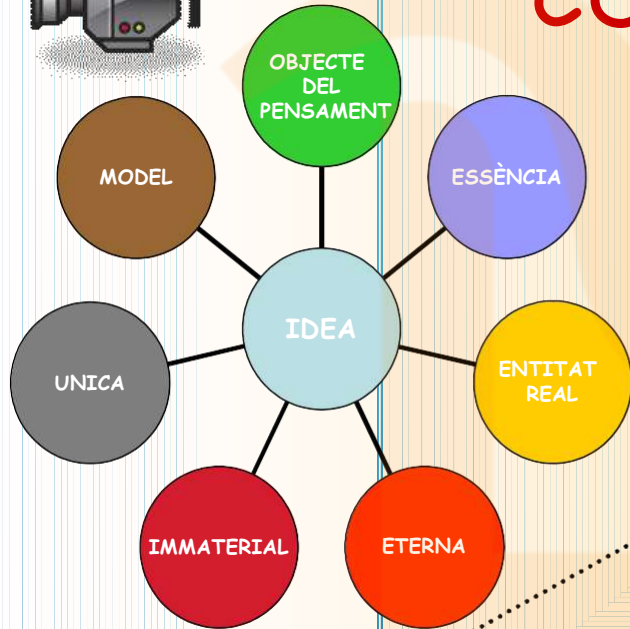 OBJECTE
DEL
PENSAMENT
MODEL
ESSÈNCIA
IDEA
UNICA
ENTITAT
REAL
IMMATERIAL
ETERNA